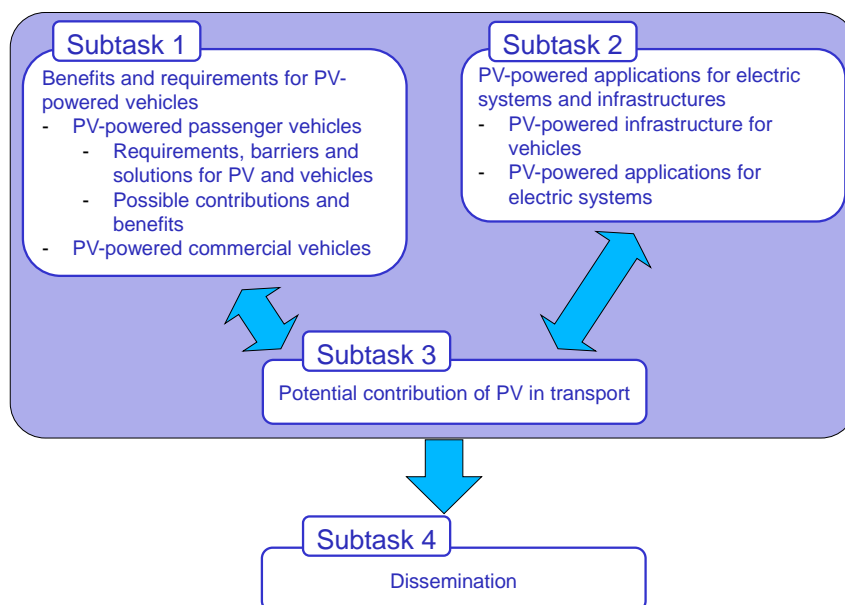 Subtask 1
Benefits and requirements for PV-
powered vehicles
- PV-powered passenger vehicles
- Requirements, barriers and
solutions for PV and vehicles
- Possible contributions and
benefits
- PV-powered commercial vehicles
Subtask 2
PV-powered applications for electric
systems and infrastructures
- PV-powered infrastructure for
vehicles
- PV-powered applications for
electric systems
Subtask 3
Potential contribution of PV in transport
Subtask 4
Dissemination